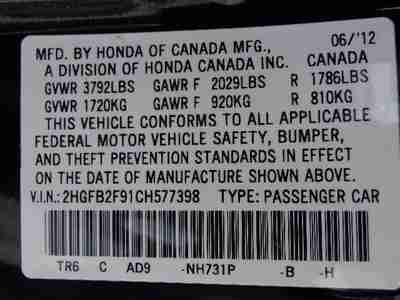 MFD. BY HONDA OF CANADA MFG., 06/'12
A DIVISION OF HONDA CANADA INC. CANADA
GVWR 3792LBS GAWR F 2029LBS R 1786LBS
GVWR 1720KG GAWR F 920KG R 810KG
THIS VEHICLE CONFORMS TO ALL APPLICABLE
FEDERAL MOTOR VEHICLE SAFETY, BUMPER,
AND THEFT PREVENTION STANDARDS IN EFFECT
ON THE DATE OF MANUFACTURE SHOWN ABOVE.
V.I.N.: 2HGFB2F91CH577398 TYPE: PASSENGER CAR
TR6 C AD9 -NH731P -B -H